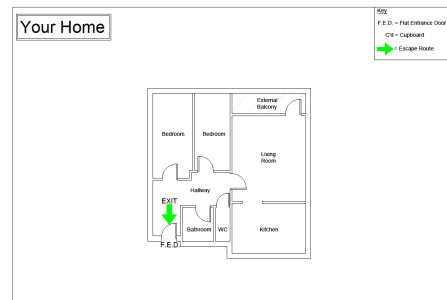 Your Home
Key
F.E.D. = Flat Entrance Door
C'd = Cupboard
= Escape Route
External
Balcony
Bedroom
Bedroom
Living
Room
Hallway
EXIT
Bathroom
WC
Kitchen
F.E.D.